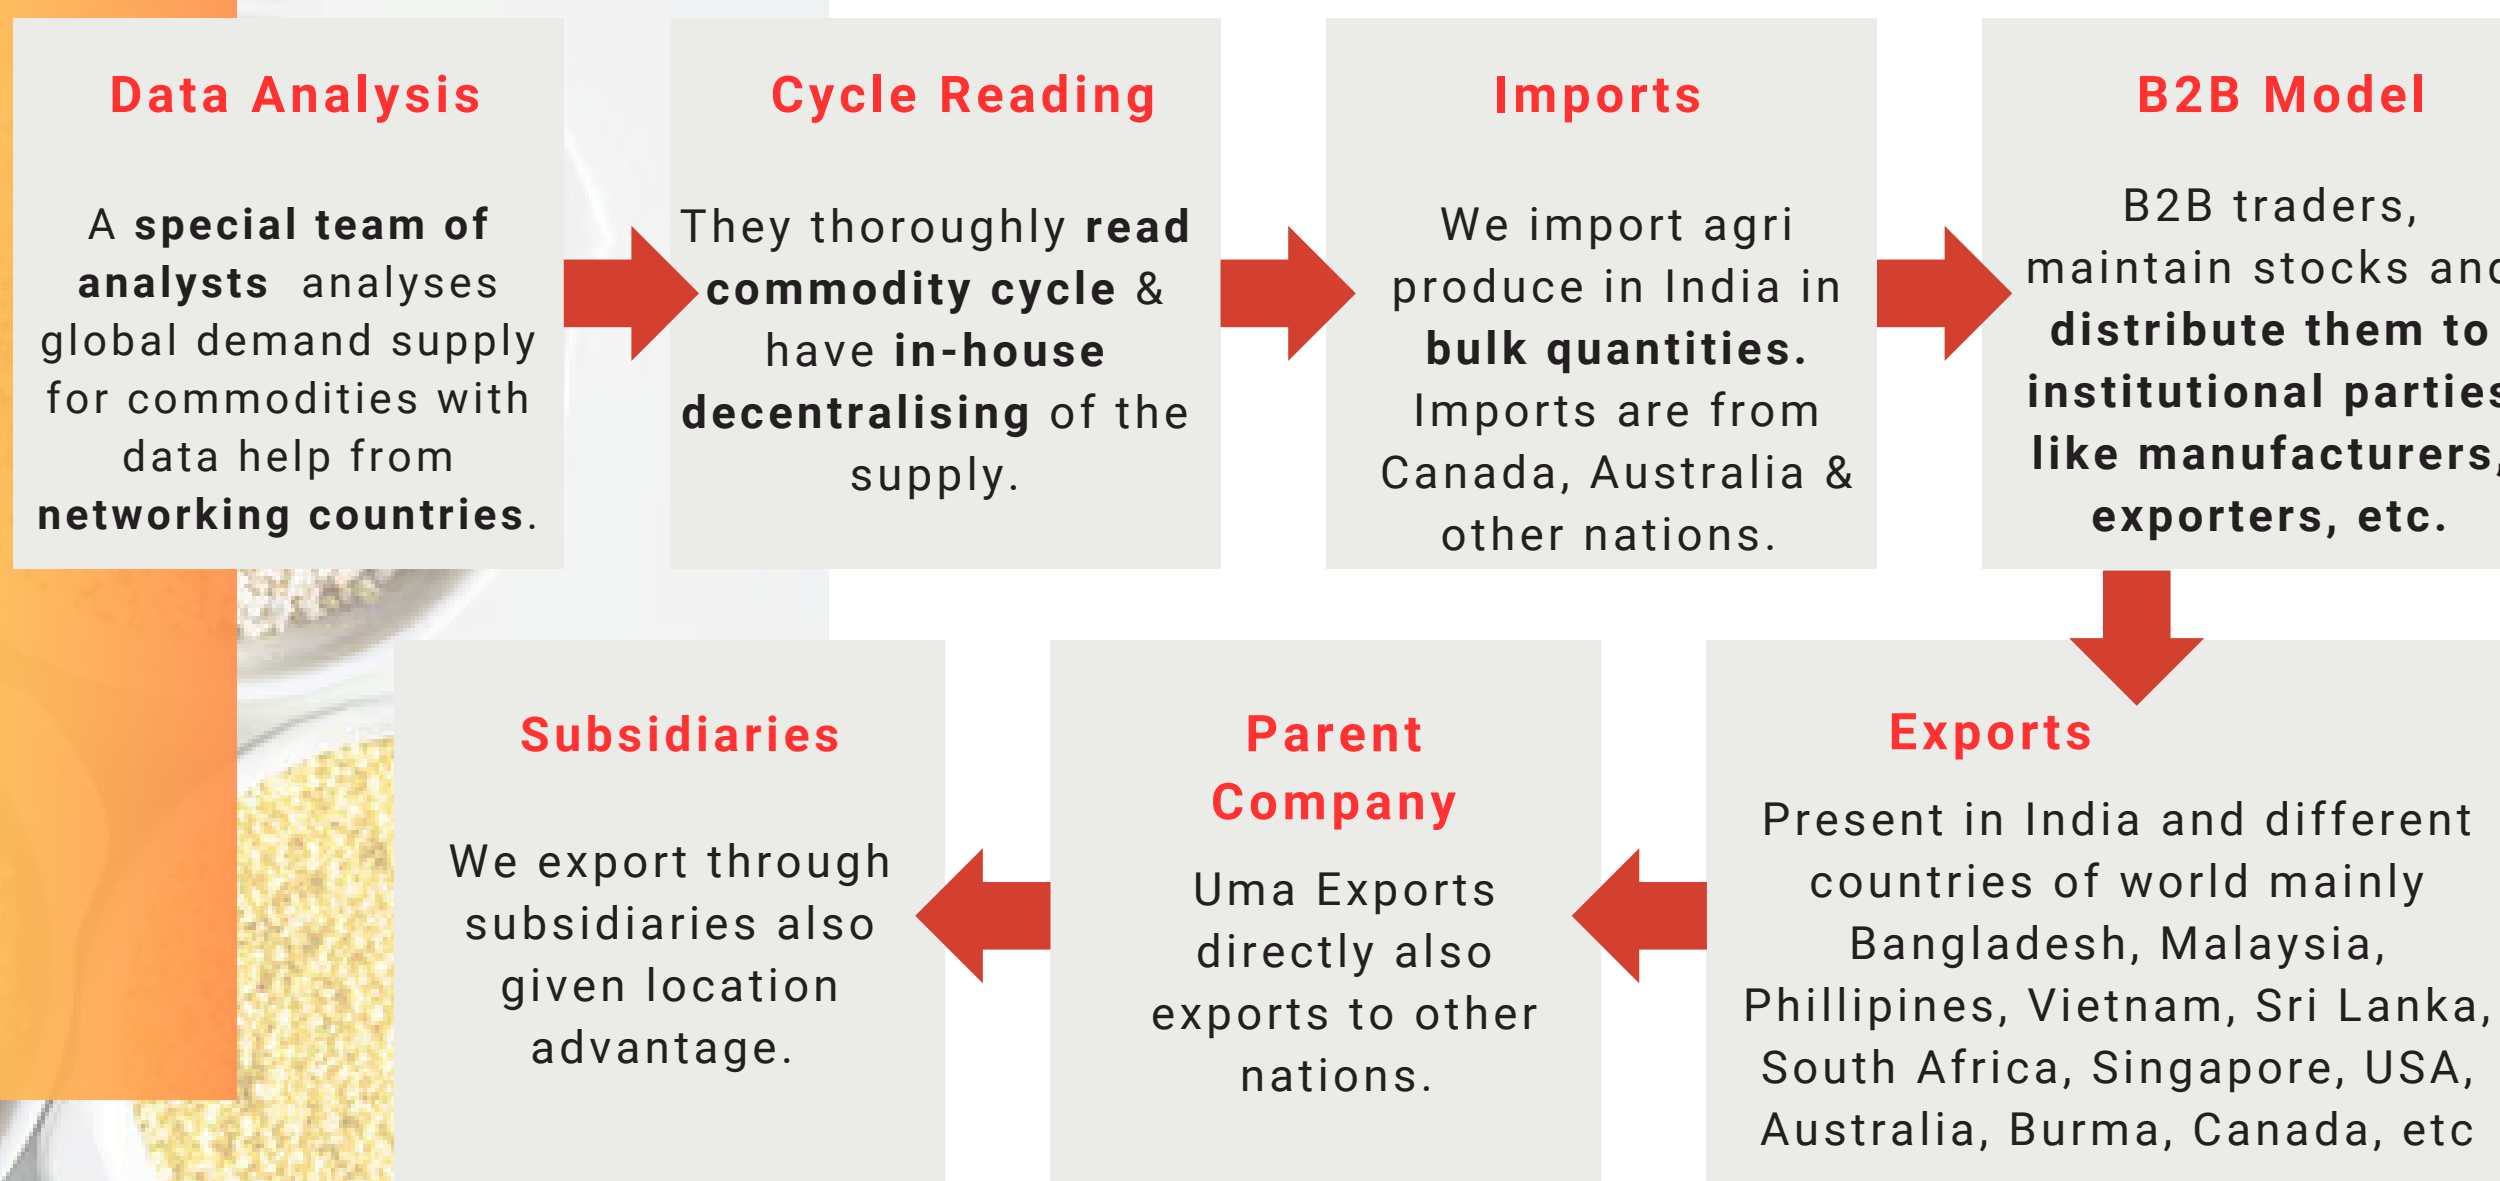 Data Analysis
A special team of
analysts analyses
global demand supply
for commodities with
data help from
networking countries.
Cycle Reading
They thoroughly read
commodity cycle &
have in-house
decentralising of the
supply.
Imports
We import agri
produce in India in
bulk quantities.
Imports are from
Canada, Australia &
other nations.
B2B Model
B2B traders,
maintain stocks and
distribute them to
institutional parties
like manufacturers,
exporters, etc.
Exports
Present in India and different
countries of world mainly
Bangladesh, Malaysia,
Phillipines, Vietnam, Sri Lanka,
South Africa, Singapore, USA,
Australia, Burma, Canada, etc
Parent
Company
Uma Exports
directly also
exports to other
nations.
Subsidiaries
We export through
subsidiaries also
given location
advantage.